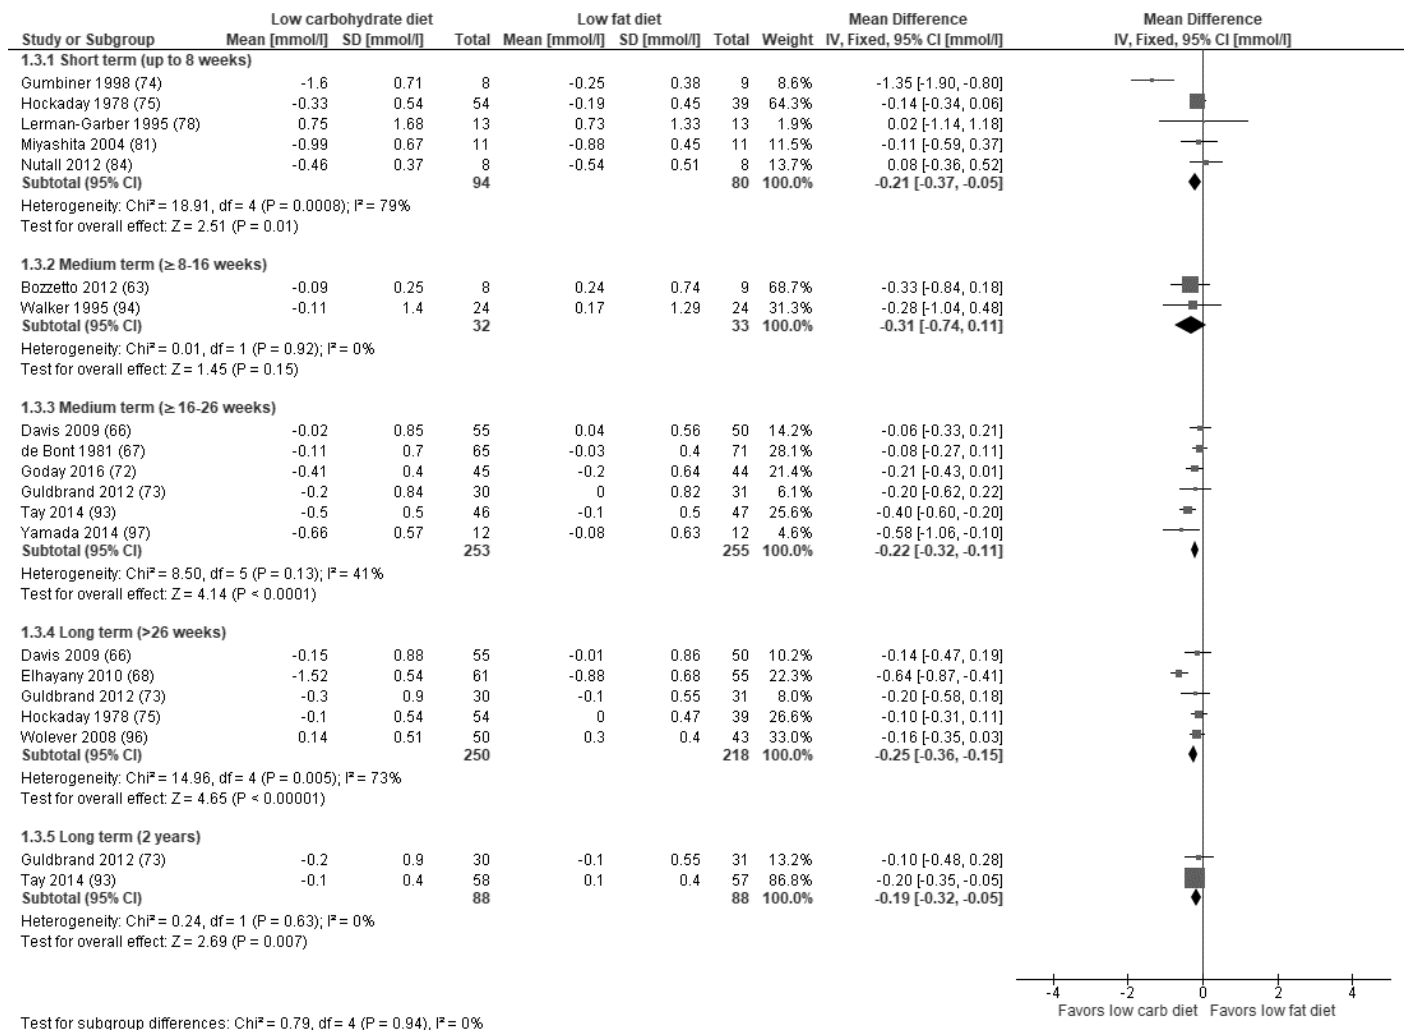 Low carbohydrate diet Low fat diet Mean Difference Mean Difference
Study or Subgroup Mean [mmol/l] SD [mmol/l] Total Mean [mmol/l] SD [mmol/l] Total Weight IV, Fixed, 95% CI [mmol/l] IV, Fixed, 95% CI [mmol/l]
1.3.1 Short term (up to 8 weeks)
Gumbiner 1998 (74) -1.6 0.71 8 -0.25 0.38 9 8.6% -1.35 [-1.90, -0.80]
Hockaday 1978 (75) -0.33 0.54 54 -0.19 0.45 39 64.3% -0.14 [-0.34, 0.06]
Lerman-Garber 1995 (78) 0.75 1.68 13 0.73 1.33 13 1.9% 0.02 [-1.14, 1.18]
Miyashita 2004 (81) -0.99 0.67 11 -0.88 0.45 11 11.5% -0.11 [-0.59, 0.37]
Nutall 2012 (84) -0.46 0.37 8 -0.54 0.51 8 13.7% 0.08 [-0.36, 0.52]
Subtotal (95% CI) 94 80 100.0% -0.21 [-0.37, -0.05]
Heterogeneity: Chi² = 18.91, df = 4 (P = 0.0008); I² = 79%
Test for overall effect: Z = 2.51 (P = 0.01)
1.3.2 Medium term (≥ 8-16 weeks)
Bozzetto 2012 (63) -0.09 0.25 8 0.24 0.74 9 68.7% -0.33 [-0.84, 0.18]
Walker 1995 (94) -0.11 1.4 24 0.17 1.29 24 31.3% -0.28 [-1.04, 0.48]
Subtotal (95% CI) 32 33 100.0% -0.31 [-0.74, 0.11]
Heterogeneity: Chi² = 0.01, df = 1 (P = 0.92); I² = 0%
Test for overall effect: Z = 1.45 (P = 0.15)
1.3.3 Medium term (≥ 16-26 weeks)
Davis 2009 (66) -0.02 0.85 55 0.04 0.56 50 14.2% -0.06 [-0.33, 0.21]
de Bont 1981 (67) -0.11 0.7 65 -0.03 0.4 71 28.1% -0.08 [-0.27, 0.11]
Goday 2016 (72) -0.41 0.4 45 -0.2 0.64 44 21.4% -0.21 [-0.43, 0.01]
Guldbrand 2012 (73) -0.2 0.84 30 0 0.82 31 6.1% -0.20 [-0.62, 0.22]
Tay 2014 (93) -0.5 0.5 46 -0.1 0.5 47 25.6% -0.40 [-0.60, -0.20]
Yamada 2014 (97) -0.66 0.57 12 -0.08 0.63 12 4.6% -0.58 [-1.06, -0.10]
Subtotal (95% CI) 253 255 100.0% -0.22 [-0.32, -0.11]
Heterogeneity: Chi² = 8.50, df = 5 (P = 0.13); I² = 41%
Test for overall effect: Z = 4.14 (P < 0.0001)
1.3.4 Long term (>26 weeks)
Davis 2009 (66) -0.15 0.88 55 -0.01 0.86 50 10.2% -0.14 [-0.47, 0.19]
Elhayany 2010 (68) -1.52 0.54 61 -0.88 0.68 55 22.3% -0.64 [-0.87, -0.41]
Guldbrand 2012 (73) -0.3 0.9 30 -0.1 0.55 31 8.0% -0.20 [-0.58, 0.18]
Hockaday 1978 (75) -0.1 0.54 54 0 0.47 39 26.6% -0.10 [-0.31, 0.11]
Wolever 2008 (96) 0.14 0.51 50 0.3 0.4 43 33.0% -0.16 [-0.35, 0.03]
Subtotal (95% CI) 250 218 100.0% -0.25 [-0.36, -0.15]
Heterogeneity: Chi² = 14.96, df = 4 (P = 0.005); I² = 73%
Test for overall effect: Z = 4.65 (P < 0.00001)
1.3.5 Long term (2 years)
Guldbrand 2012 (73) -0.2 0.9 30 -0.1 0.55 31 13.2% -0.10 [-0.48, 0.28]
Tay 2014 (93) -0.1 0.4 58 0.1 0.4 57 86.8% -0.20 [-0.35, -0.05]
Subtotal (95% CI) 88 88 100.0% -0.19 [-0.32, -0.05]
Heterogeneity: Chi² = 0.24, df = 1 (P = 0.63); I² = 0%
Test for overall effect: Z = 2.69 (P = 0.007)
-4 -2 0 2 4
Favors low carb diet Favors low fat diet
Test for subgroup differences: Chi² = 0.79, df = 4 (P = 0.94), I² = 0%